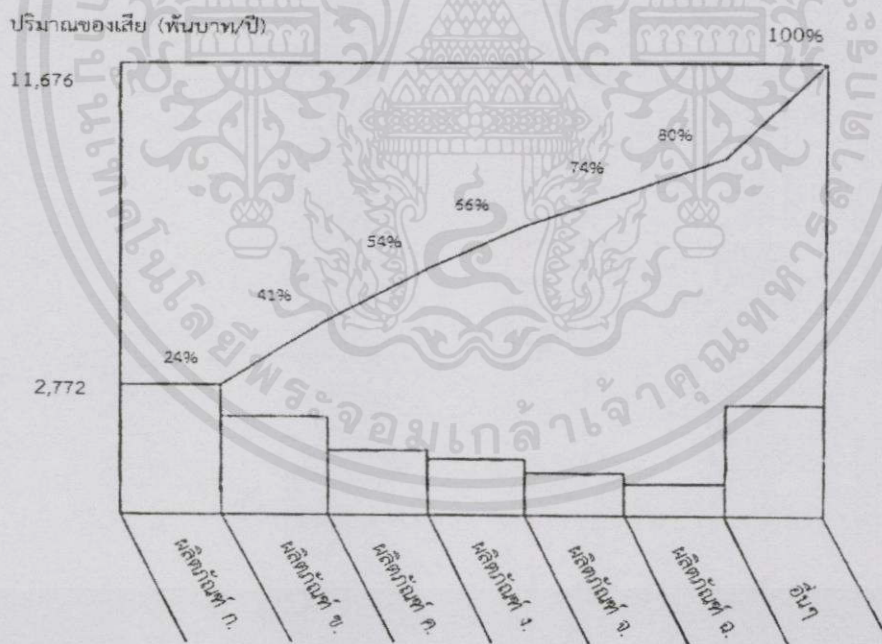 ปริมาณของเสีย (พันบาท/ปี)
100%
11,676
80%
74%
66%
54%
41%
24%
2,772
ผลิตภัณฑ์ ก.
ผลิตภัณฑ์ ข.
ผลิตภัณฑ์ ค.
ผลิตภัณฑ์ ง.
ผลิตภัณฑ์ จ.
ผลิตภัณฑ์ ฉ.
อื่นๆ